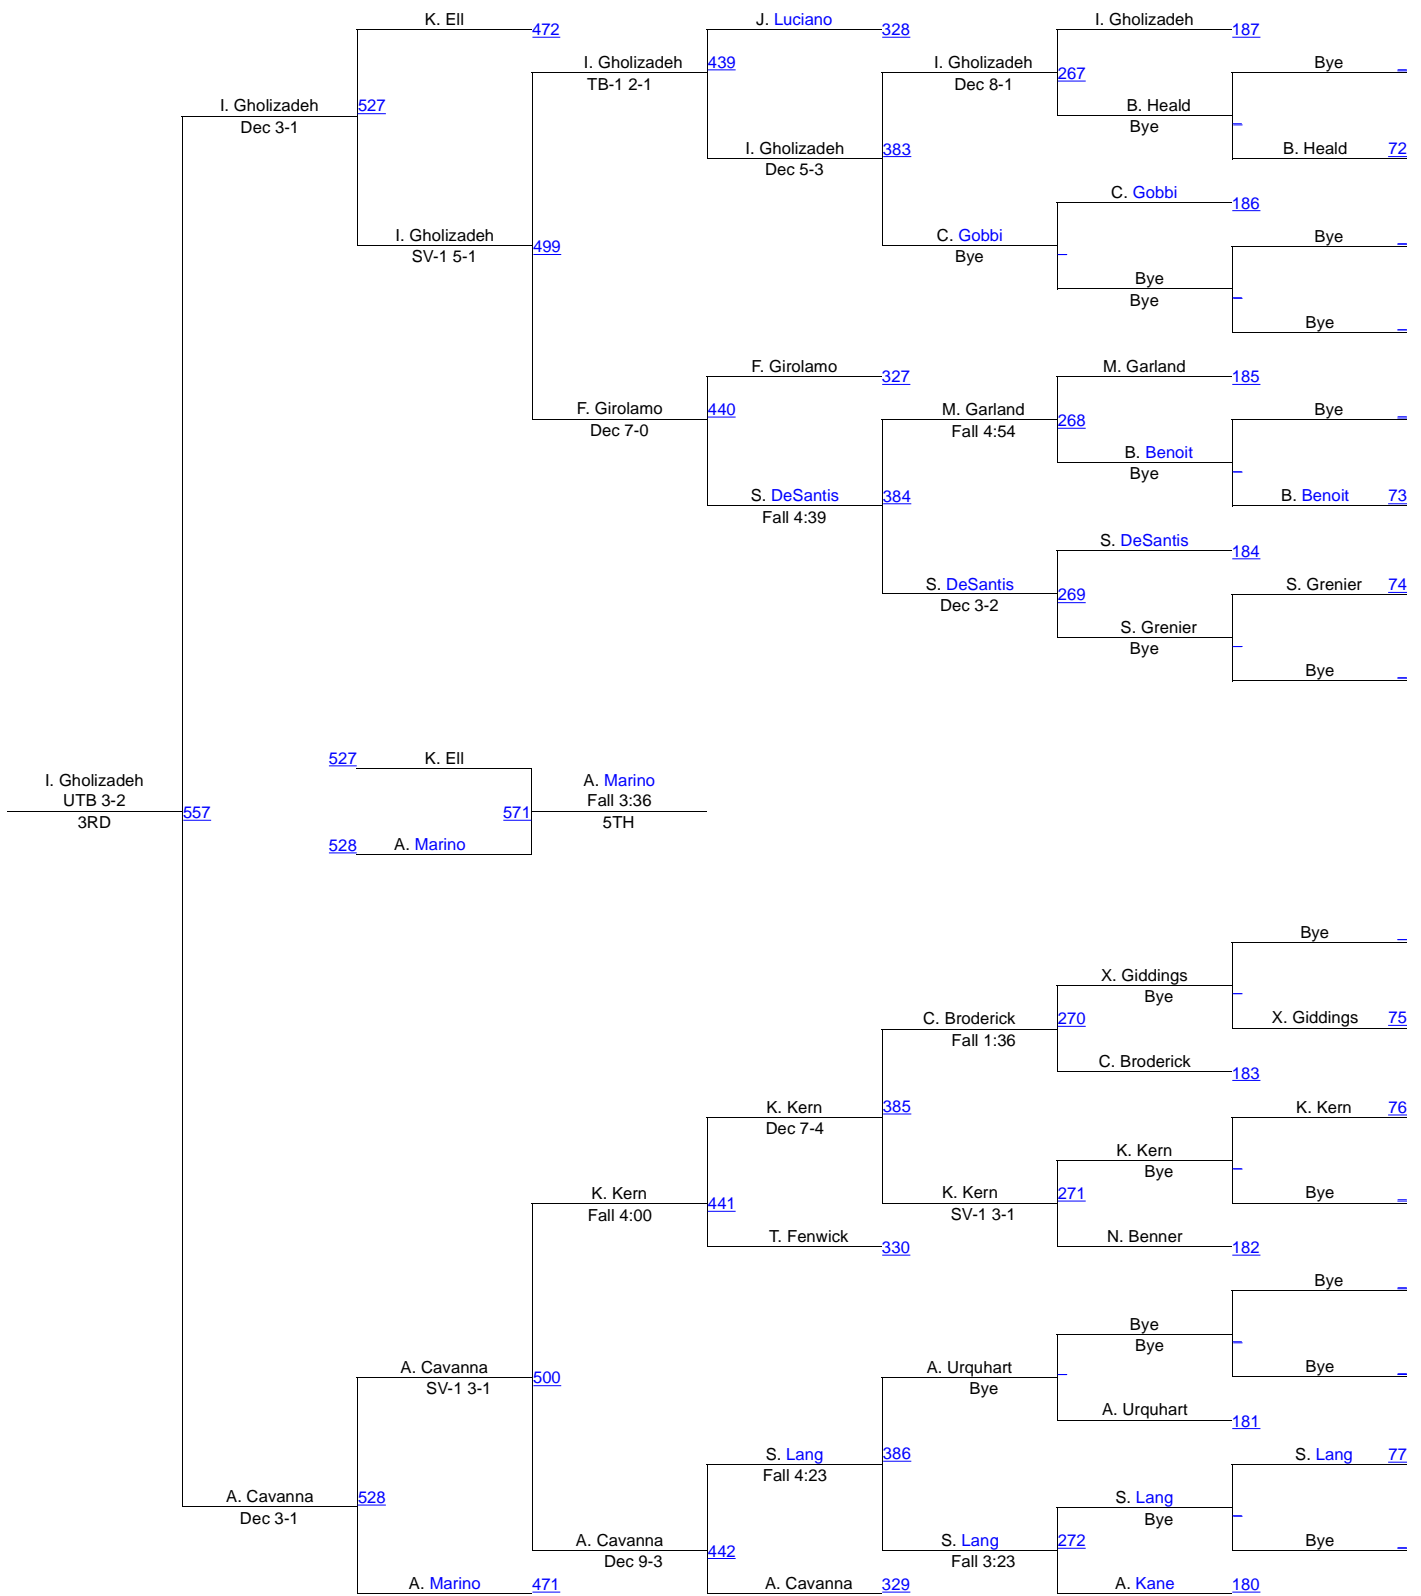 K. Ell
472
J. Luciano
328
I. Gholizadeh
187
I. Gholizadeh
TB-1 2-1
439
I. Gholizadeh
Dec 8-1
267
Bye
I. Gholizadeh
Dec 3-1
527
B. Heald
Bye
I. Gholizadeh
Dec 5-3
383
B. Heald
72
C. Gobbi
186
I. Gholizadeh
SV-1 5-1
499
C. Gobbi
Bye
Bye
Bye
Bye
Bye
F. Girolamo
327
M. Garland
185
F. Girolamo
Dec 7-0
440
M. Garland
Fall 4:54
268
Bye
B. Benoit
Bye
S. DeSantis
Fall 4:39
384
B. Benoit
73
S. DeSantis
184
S. DeSantis
Dec 3-2
269
S. Grenier
74
S. Grenier
Bye
Bye
527
K. Ell
I. Gholizadeh
UTB 3-2
3RD
557
571
A. Marino
Fall 3:36
5TH
528
A. Marino
Bye
X. Giddings
Bye
C. Broderick
Fall 1:36
270
X. Giddings
75
C. Broderick
183
K. Kern
Dec 7-4
385
K. Kern
76
K. Kern
Bye
K. Kern
Fall 4:00
441
K. Kern
SV-1 3-1
271
Bye
T. Fenwick
330
N. Benner
182
Bye
Bye
Bye
A. Cavanna
SV-1 3-1
500
A. Urquhart
Bye
Bye
A. Urquhart
181
S. Lang
Fall 4:23
386
S. Lang
77
A. Cavanna
Dec 3-1
528
S. Lang
Bye
A. Cavanna
Dec 9-3
442
S. Lang
Fall 3:23
272
Bye
A. Marino
471
A. Cavanna
329
A. Kane
180